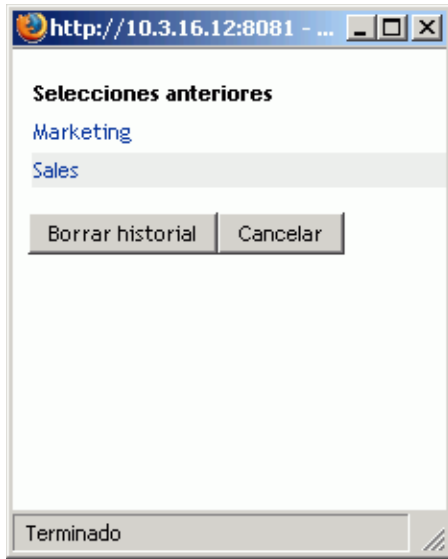 http://10.3.16.12:8081 - ...
Selecciones anteriores
Marketing
Sales
Borrar historial Cancelar
Terminado